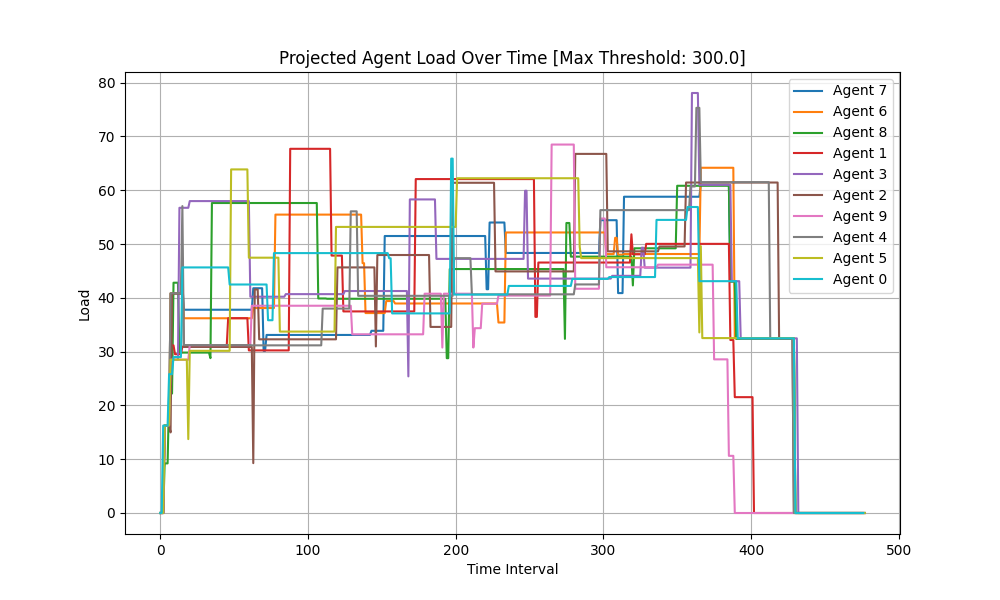 Projected Agent Load Over Time [Max Threshold: 300.0]
80
70
60
50
40
30
20
10
0
Load
0
100
200
300
400
500
Time Interval
Agent 7
Agent 6
Agent 8
Agent 1
Agent 3
Agent 2
Agent 9
Agent 4
Agent 5
Agent 0